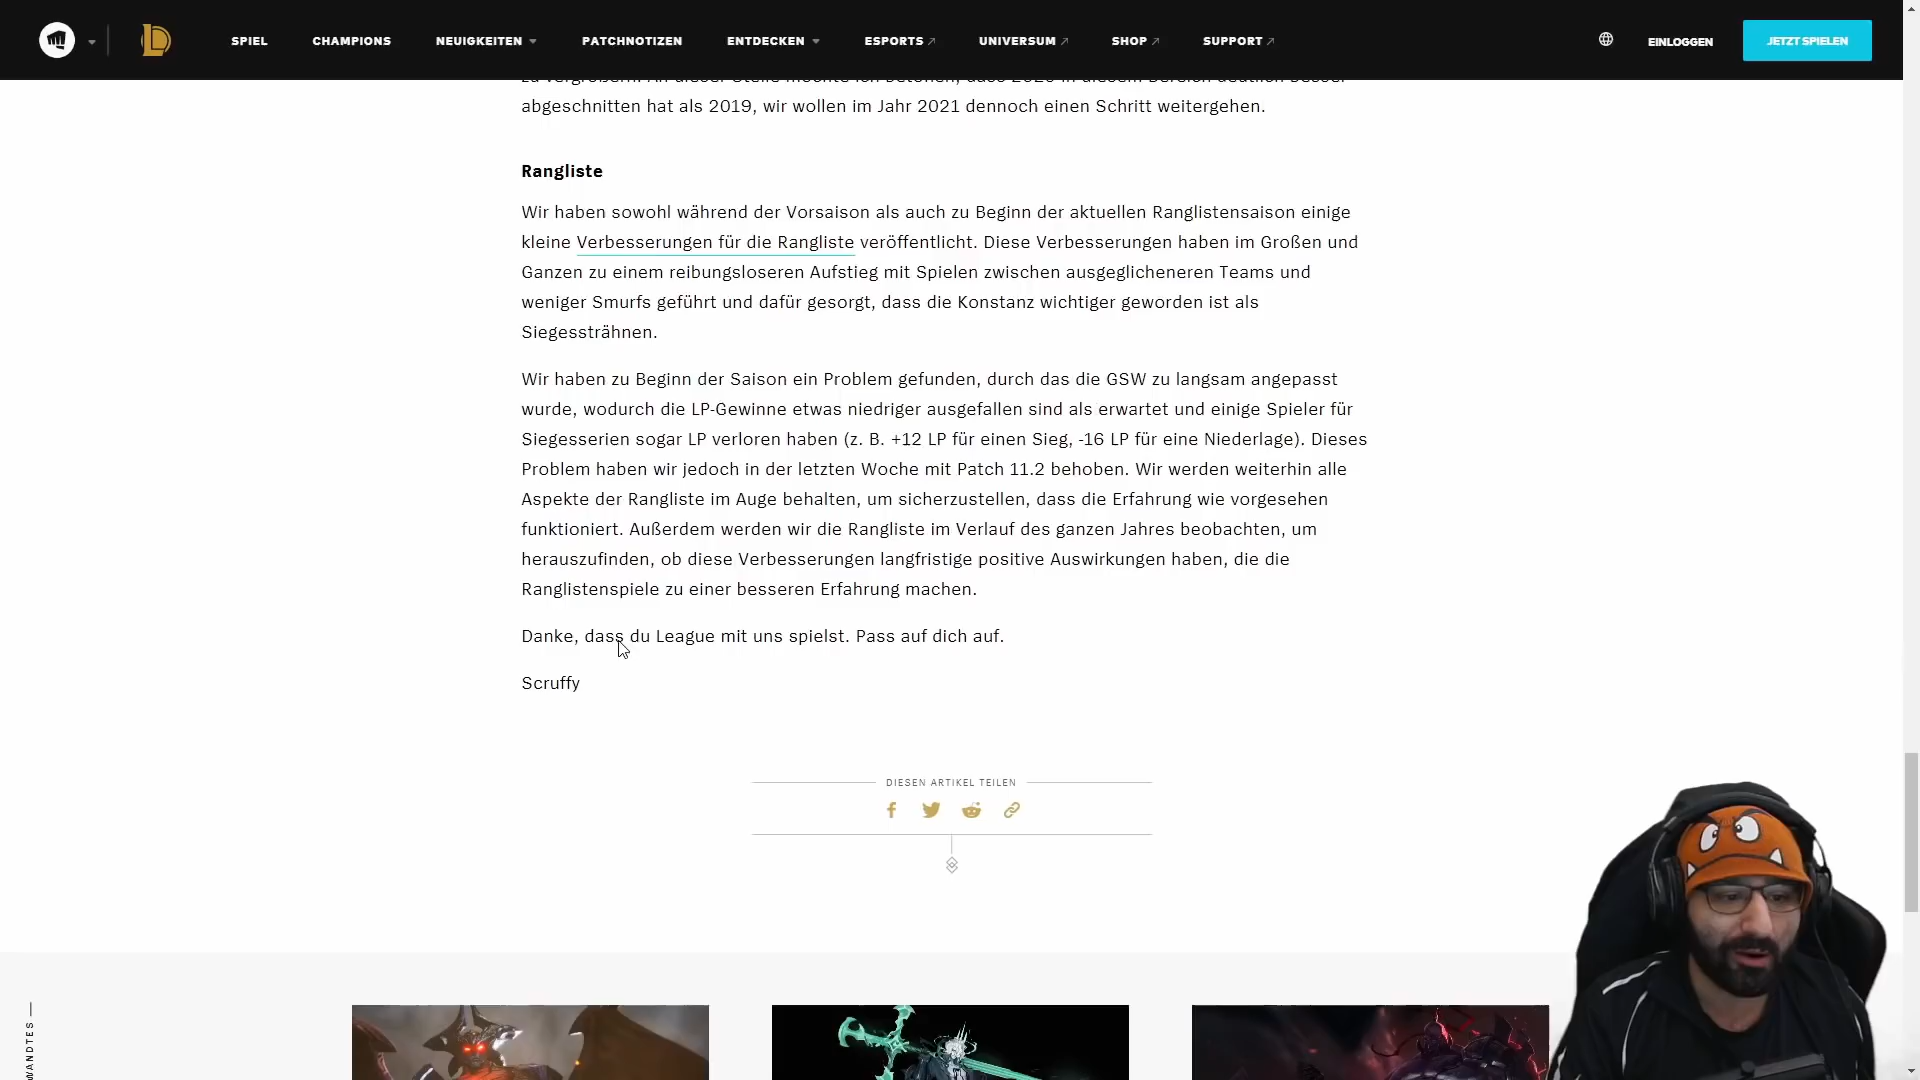 SPIEL CHAMPIONS NEUIGKEITEN PATCHNOTIZEN ENTDECKEN ESPORTS UNIVERSUM SHOP SUPPORT EINLOGGEN JETZT SPIELEN
abgeschnitten hat als 2019, wir wollen im Jahr 2021 dennoch einen Schritt weitergehen.
Rangliste
Wir haben sowohl während der Vorsaison als auch zu Beginn der aktuellen Ranglistensaison einige
kleine Verbesserungen für die Rangliste veröffentlicht. Diese Verbesserungen haben im Großen und
Ganzen zu einem reibungsloseren Aufstieg mit Spielen zwischen ausgeglicheneren Teams und
weniger Smurfs geführt und dafür gesorgt, dass die Konstanz wichtiger geworden ist als
Siegessträhnen.
Wir haben zu Beginn der Saison ein Problem gefunden, durch das die GSW zu langsam angepasst
wurde, wodurch die LP-Gewinne etwas niedriger ausgefallen sind als erwartet und einige Spieler für
Siegesserien sogar LP verloren haben (z. B. +12 LP für einen Sieg, -16 LP für eine Niederlage). Dieses
Problem haben wir jedoch in der letzten Woche mit Patch 11.2 behoben. Wir werden weiterhin alle
Aspekte der Rangliste im Auge behalten, um sicherzustellen, dass die Erfahrung wie vorgesehen
funktioniert. Außerdem werden wir die Rangliste im Verlauf des ganzen Jahres beobachten, um
herauszufinden, ob diese Verbesserungen langfristige positive Auswirkungen haben, die die
Ranglistenspiele zu einer besseren Erfahrung machen.
Danke, dass du League mit uns spielst. Pass auf dich auf.
Scruffy
DIESEN ARTIKEL TEILEN